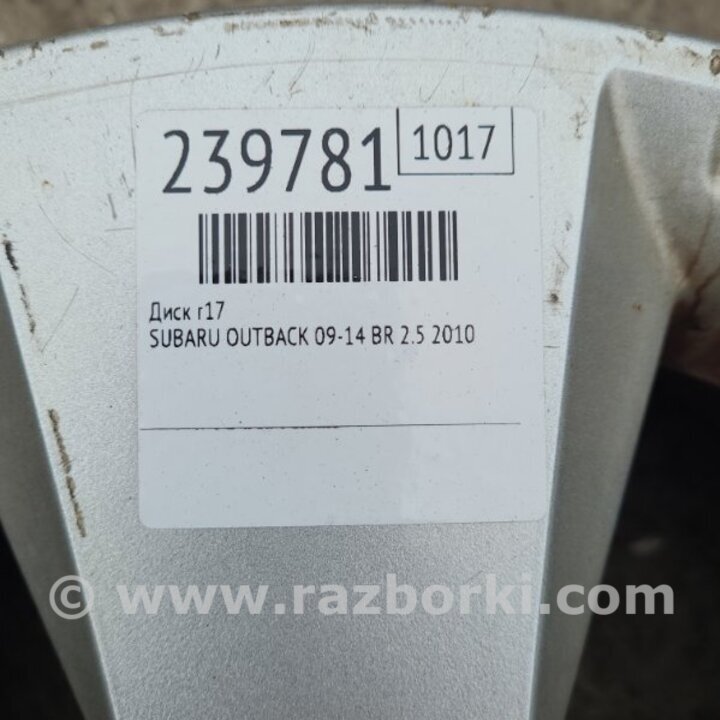 239781 1017
Диск r17
SUBARU OUTBACK 09-14 BR 2.5 2010
© www.razborki.com